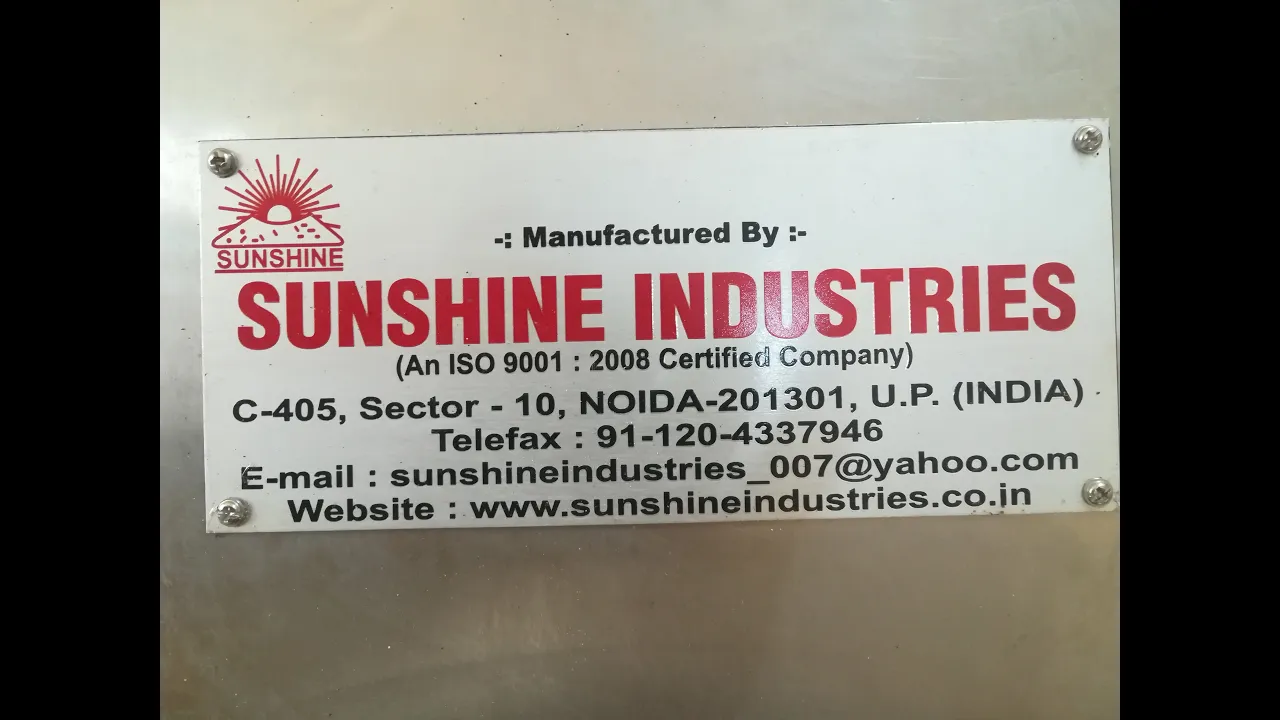 SUNSHINE
-: Manufactured By :-
SUNSHINE INDUSTRIES
(An ISO 9001 : 2008 Certified Company)
C-405, Sector - 10, NOIDA-201301, U.P. (INDIA)
Telefax : 91-120-4337946
E-mail : sunshineindustries_007@yahoo.com
Website : www.sunshineindustries.co.in